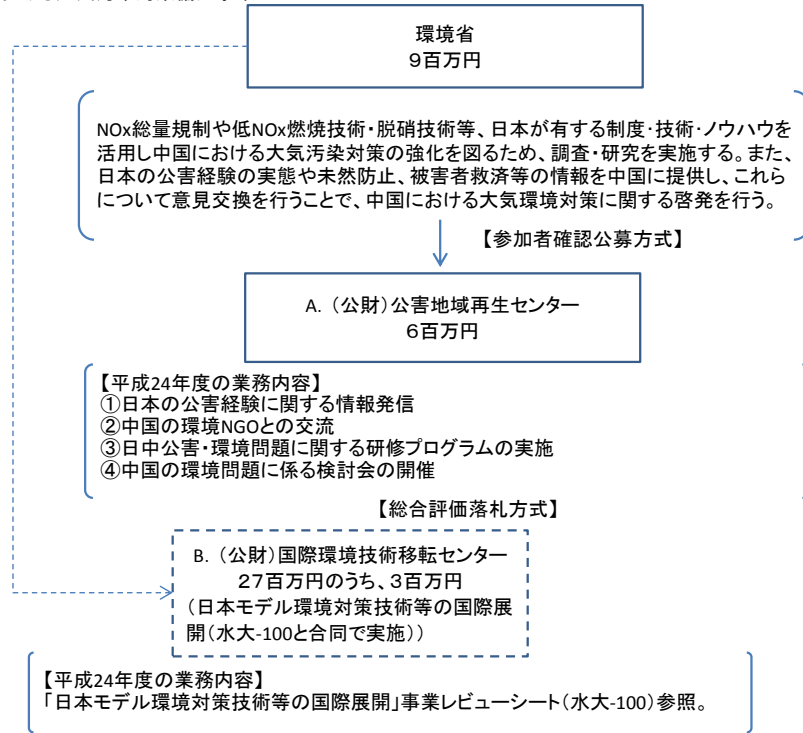 環境省
9百万円
NOx総量規制や低NOx燃焼技術・脱硝技術等、日本が有する制度・技術・ノウハウを
活用し中国における大気汚染対策の強化を図るため、調査・研究を実施する。また、
日本の公害経験の実態や未然防止、被害者救済等の情報を中国に提供し、これら
について意見交換を行うことで、中国における大気環境対策に関する啓発を行う。
【参加者確認公募方式】
A. (公財)公害地域再生センター
6百万円
【平成24年度の業務内容】
①日本の公害経験に関する情報発信
②中国の環境NGOとの交流
③日中公害・環境問題に関する研修プログラムの実施
④中国の環境問題に係る検討会の開催
【総合評価落札方式】
B. (公財)国際環境技術移転センター
27百万円のうち、3百万円
(日本モデル環境対策技術等の国際展
開(水大-100と合同で実施))
【平成24年度の業務内容】
「日本モデル環境対策技術等の国際展開」事業レビューシート(水大-100)参照。